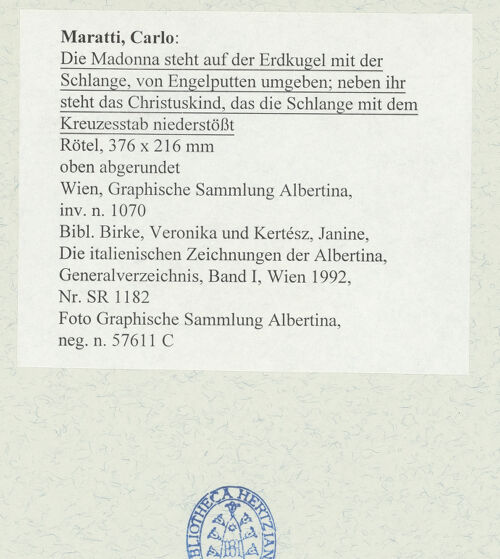 Maratti, Carlo:
Die Madonna steht auf der Erdkugel mit der
Schlange, von Engelputten umgeben; neben ihr
steht das Christuskind, das die Schlange mit dem
Kreuzesstab niederstößt
Rötel, 376 x 216 mm
oben abgerundet
Wien, Graphische Sammlung Albertina,
inv. n. 1070
Bibl. Birke, Veronika und Kertész, Janine,
Die italienischen Zeichnungen der Albertina,
Generalverzeichnis, Band I, Wien 1992,
Nr. SR 1182
Foto Graphische Sammlung Albertina,
neg. n. 57611 C
BIBLIOTHECA HERTZIAN